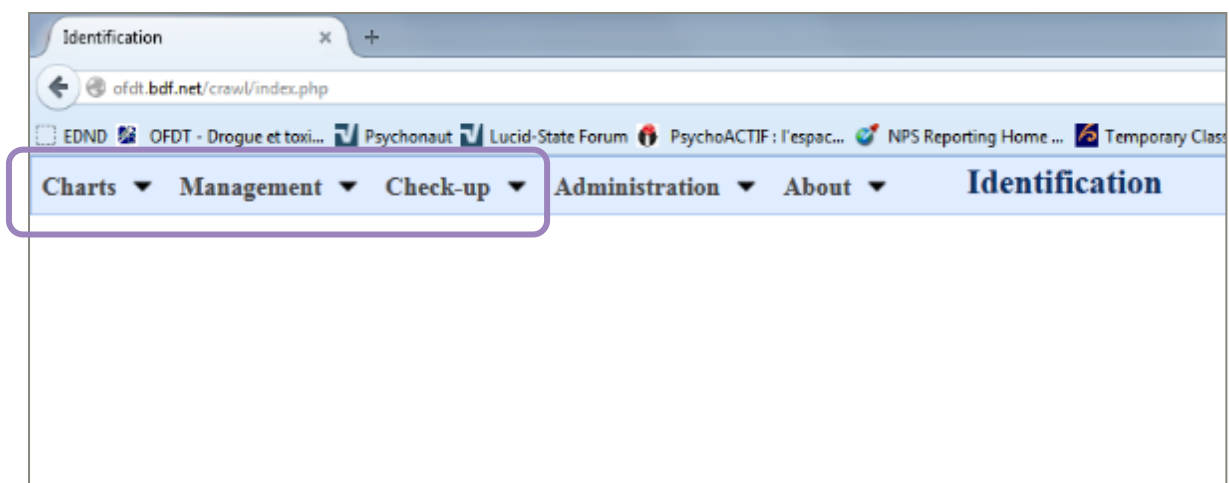 Identification × +
ofdt.bdf.net/crawl/index.php
EDND OFDT - Drogue et toxi... Psychonaut Lucid-State Forum PsychoACTIF : l'espac... NPS Reporting Home ... Temporary Class
Charts ▼ Management ▼ Check-up ▼ Administration ▼ About ▼ Identification